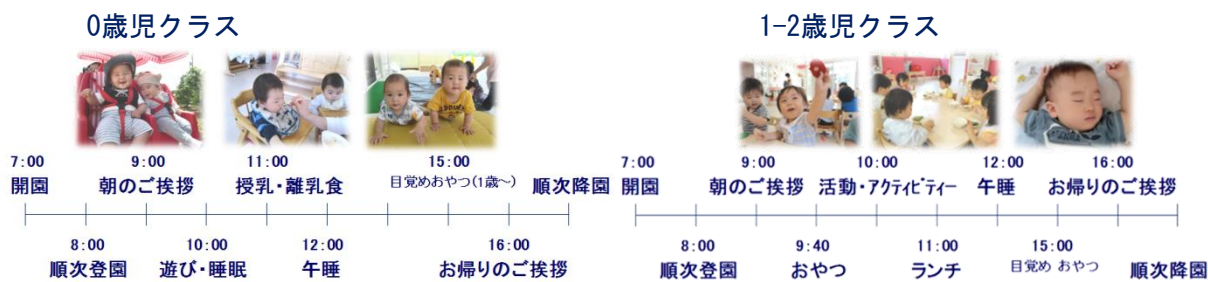 0歳児クラス
7:00
開園
8:00
順次登園
9:00
朝のご挨拶
10:00
遊び・睡眠
11:00
授乳・離乳食
12:00
午睡
15:00
目覚めおやつ(1歳～)
16:00
お帰りのご挨拶
順次降園
1-2歳児クラス
7:00
開園
8:00
順次登園
9:00
朝のご挨拶
9:40
おやつ
10:00
活動・アクティビティー
11:00
ランチ
12:00
午睡
15:00
目覚め おやつ
16:00
お帰りのご挨拶
順次降園